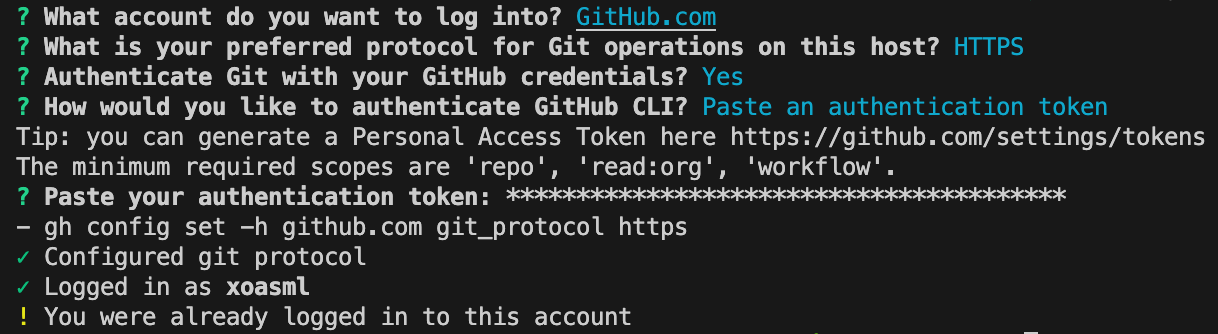 ? What account do you want to log into? GitHub.com
? What is your preferred protocol for Git operations on this host? HTTPS
? Authenticate Git with your GitHub credentials? Yes
? How would you like to authenticate GitHub CLI? Paste an authentication token
Tip: you can generate a Personal Access Token here https://github.com/settings/tokens
The minimum required scopes are 'repo', 'read:org', 'workflow'.
? Paste your authentication token: ****************************************
- gh config set -h github.com git_protocol https
✓ Configured git protocol
✓ Logged in as xoasml
! You were already logged in to this account